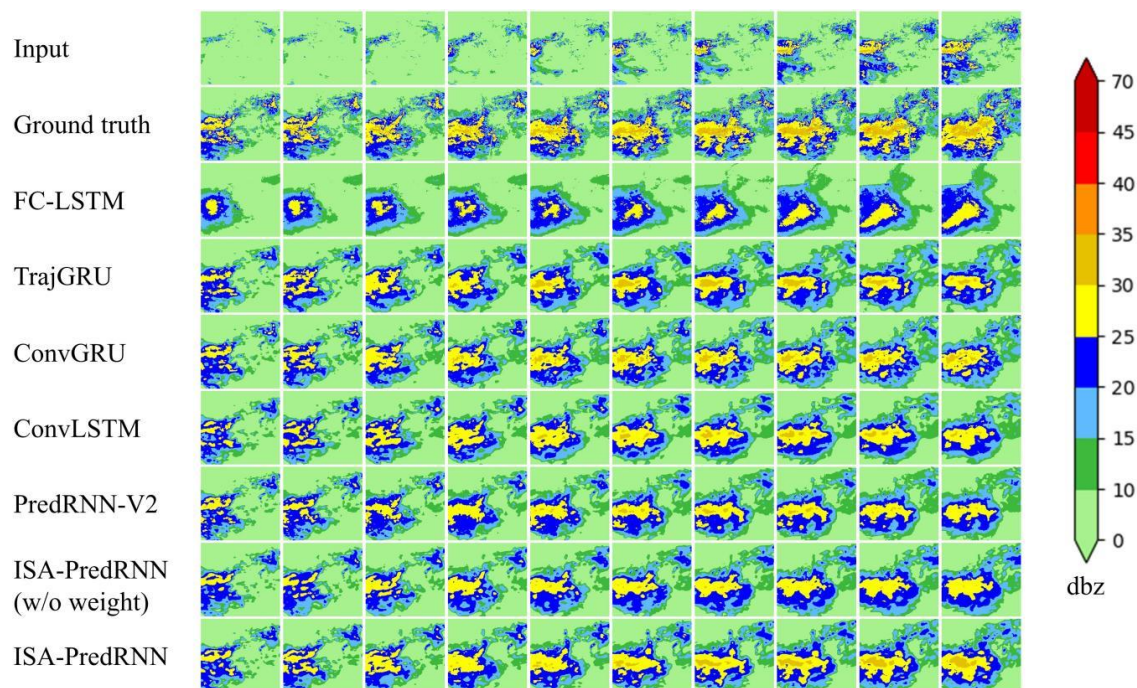 Input
Ground truth
FC-LSTM
TrajGRU
ConvGRU
ConvLSTM
PredRNN-V2
ISA-PredRNN
(w/o weight)
ISA-PredRNN
70
45
40
35
30
25
20
15
10
0
dbz